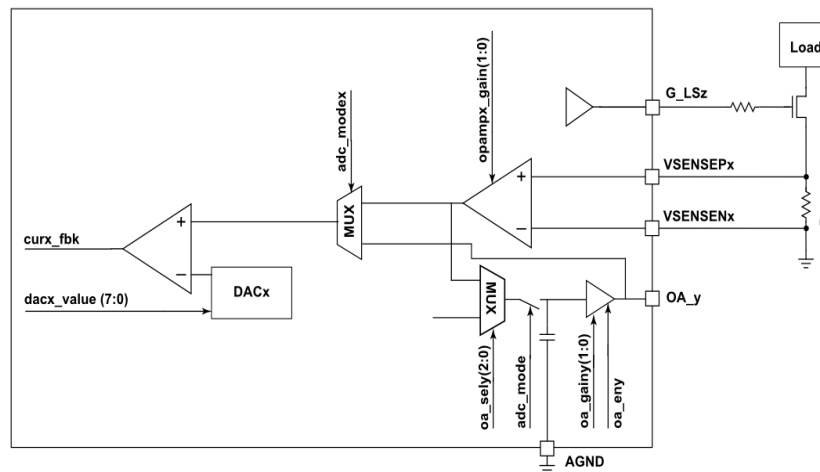 Load
G_LSz
opampx_gain(1:0)
adc_modex
VSENSEPx
+
MUX
+
−
VSENSENx
curx_fbk
−
DACx
dacx_value (7:0)
MUX
OA_y
oa_sely(2:0)
adc_mode
oa_gainy(1:0)
oa_eny
AGND